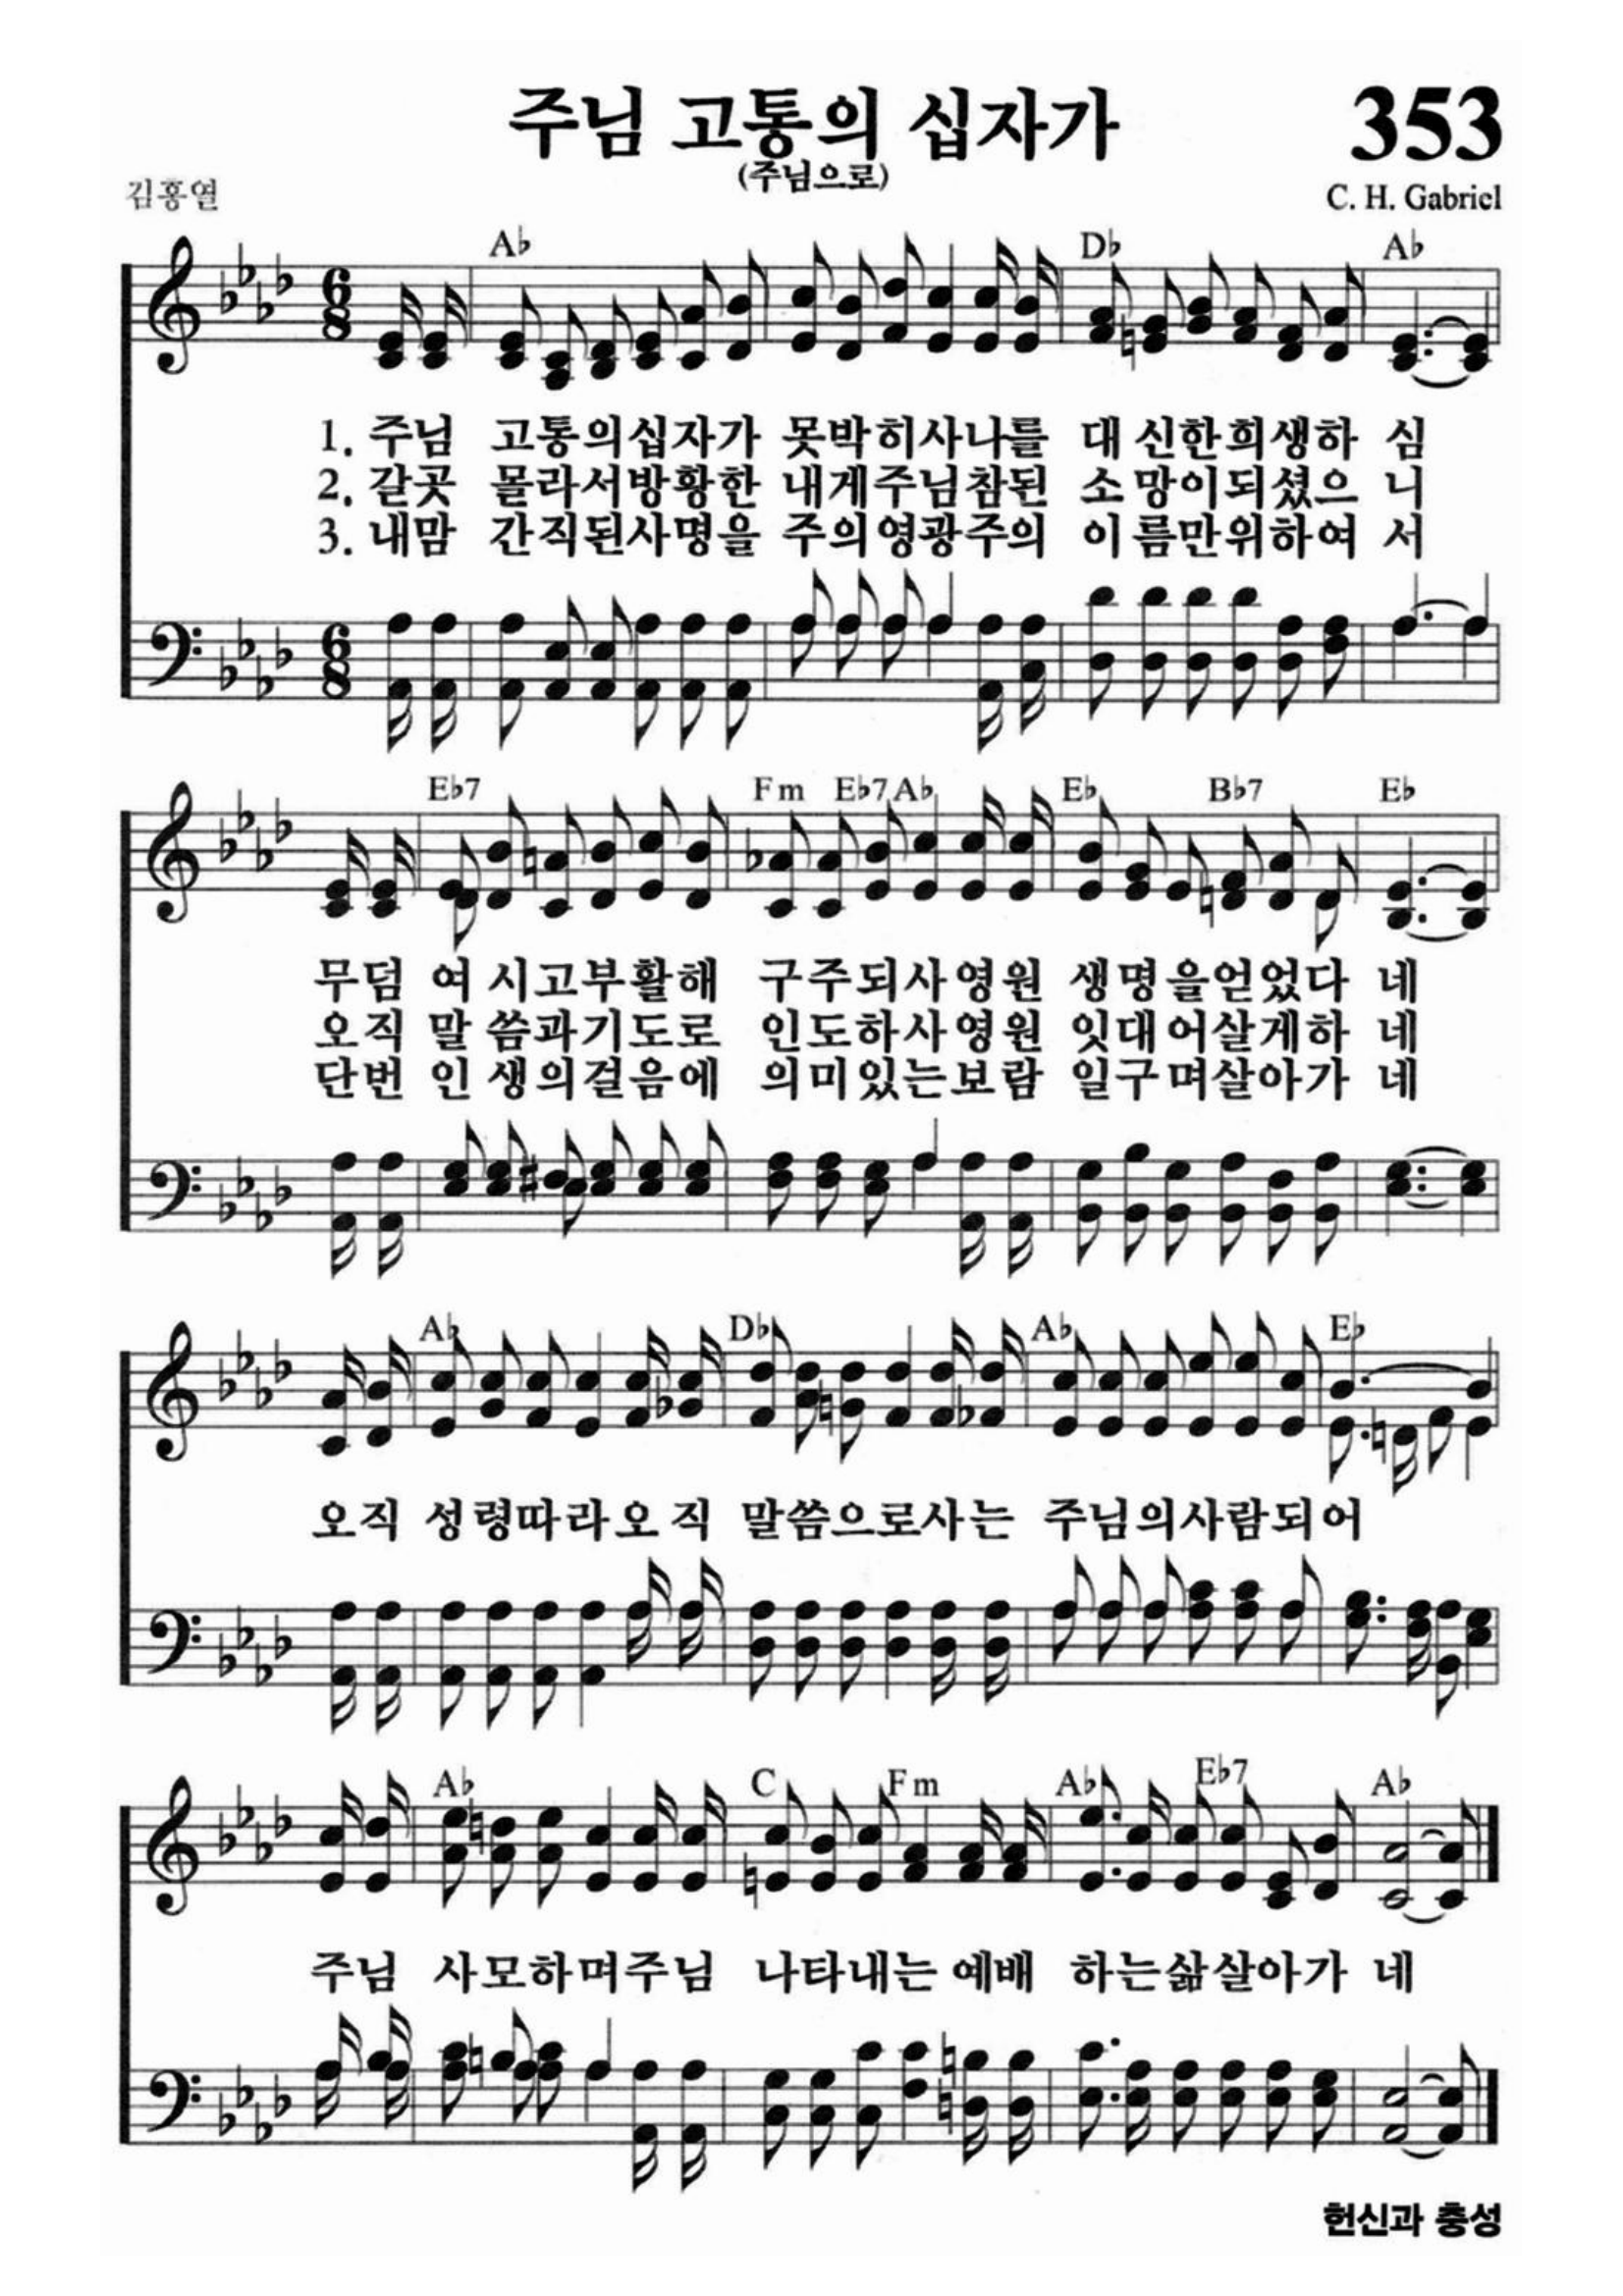 주님 고통의 십자가 353
(주님으로)
김홍열 C. H. Gabriel
A♭ D♭ A♭
6 8
1. 주님 고통의십자가 못박히사나를 대신한희생하 심
2. 갈곳 몰라서방황한 내게주님참된 소망이되셨으 니
3. 내맘 간직된사명을 주의영광주의 이름만위하여 서
6 8
E♭7 Fm E♭7 A♭ E♭ B♭7 E♭
무덤 여시고부활해 구주되사영원 생명을얻었다 네
오직 말씀과기도로 인도하사영원 잇대어살게하 네
단번 인생의걸음에 의미있는보람 일구며살아가 네
A♭ D♭ A♭ E♭
오직 성령따라오직 말씀으로사는 주님의사람되어
A♭ C Fm A♭ E♭7 A♭
주님 사모하며주님 나타내는예배 하는삶살아가 네
헌신과 충성